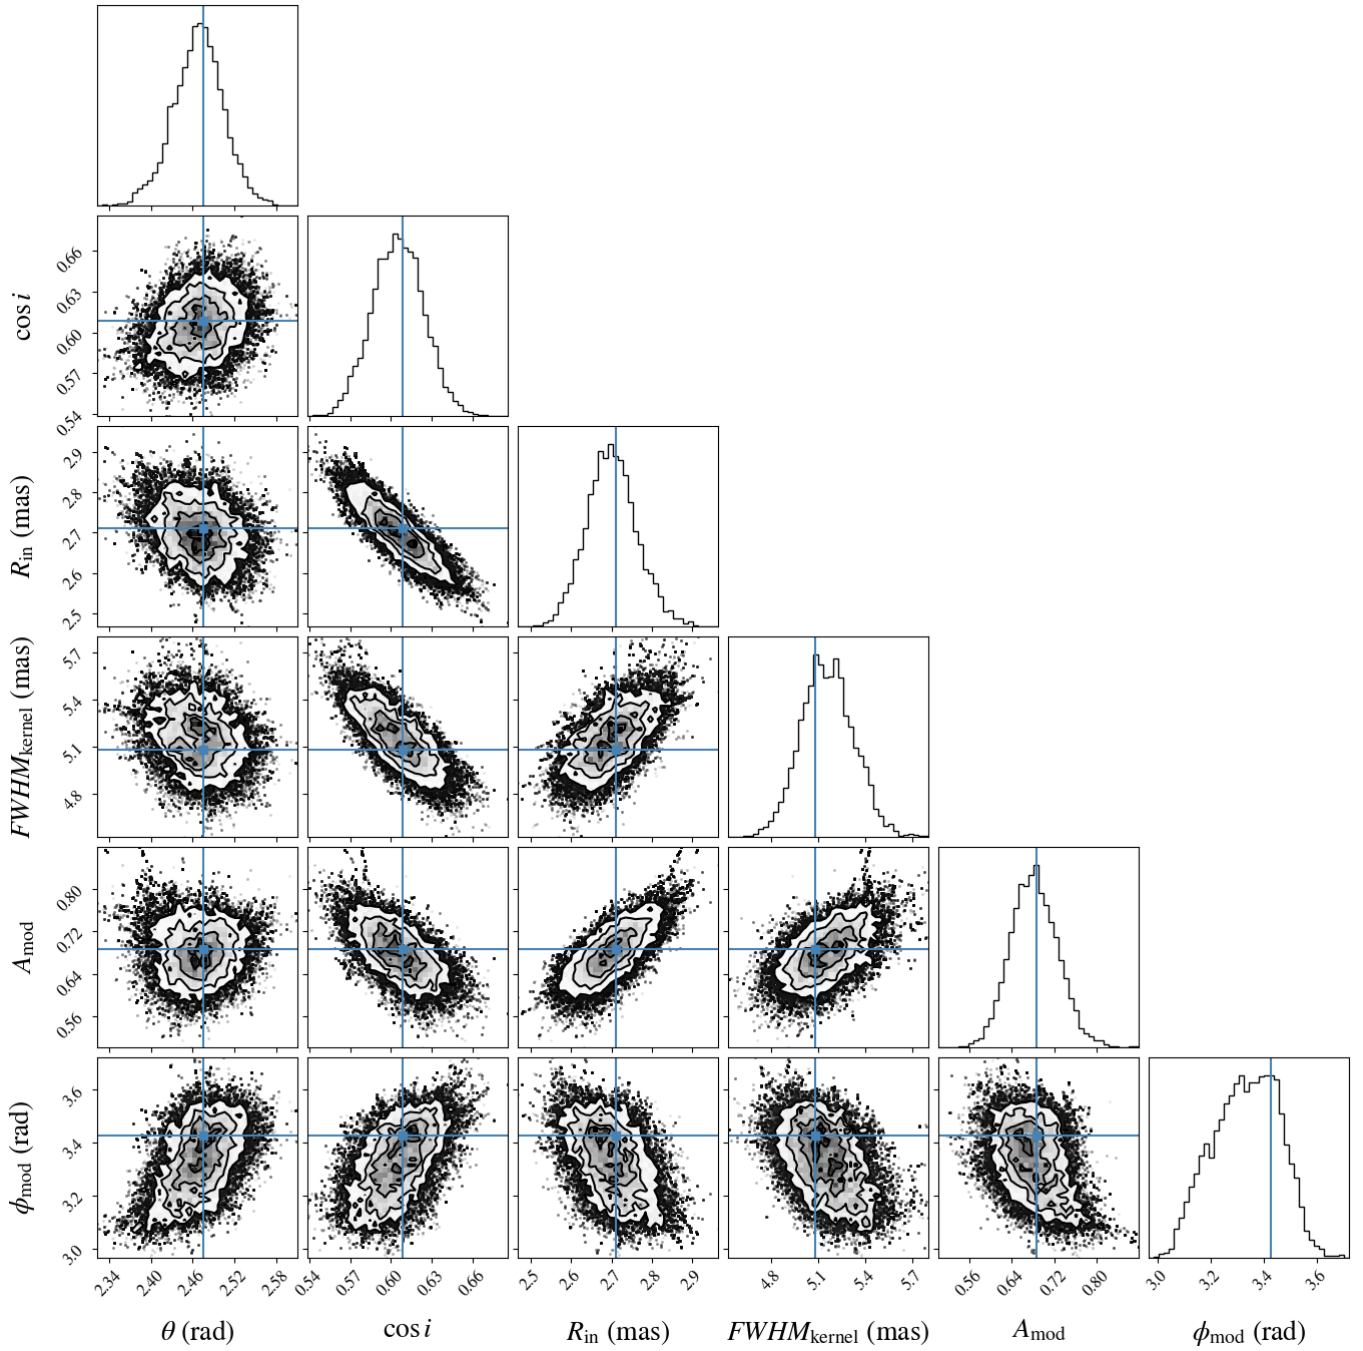 cos i
0.66
0.63
0.60
0.57
0.54
R_in (mas)
2.9
2.8
2.7
2.6
2.5
FWHM_kernel (mas)
5.7
5.4
5.1
4.8
A_mod
0.80
0.72
0.64
0.56
ϕ_mod (rad)
3.6
3.4
3.2
3.0
2.34 2.40 2.46 2.52 2.58
0.54 0.57 0.60 0.63 0.66
2.5 2.6 2.7 2.8 2.9
4.8 5.1 5.4 5.7
0.56 0.64 0.72 0.80
3.0 3.2 3.4 3.6
θ (rad)
cos i
R_in (mas)
FWHM_kernel (mas)
A_mod
ϕ_mod (rad)